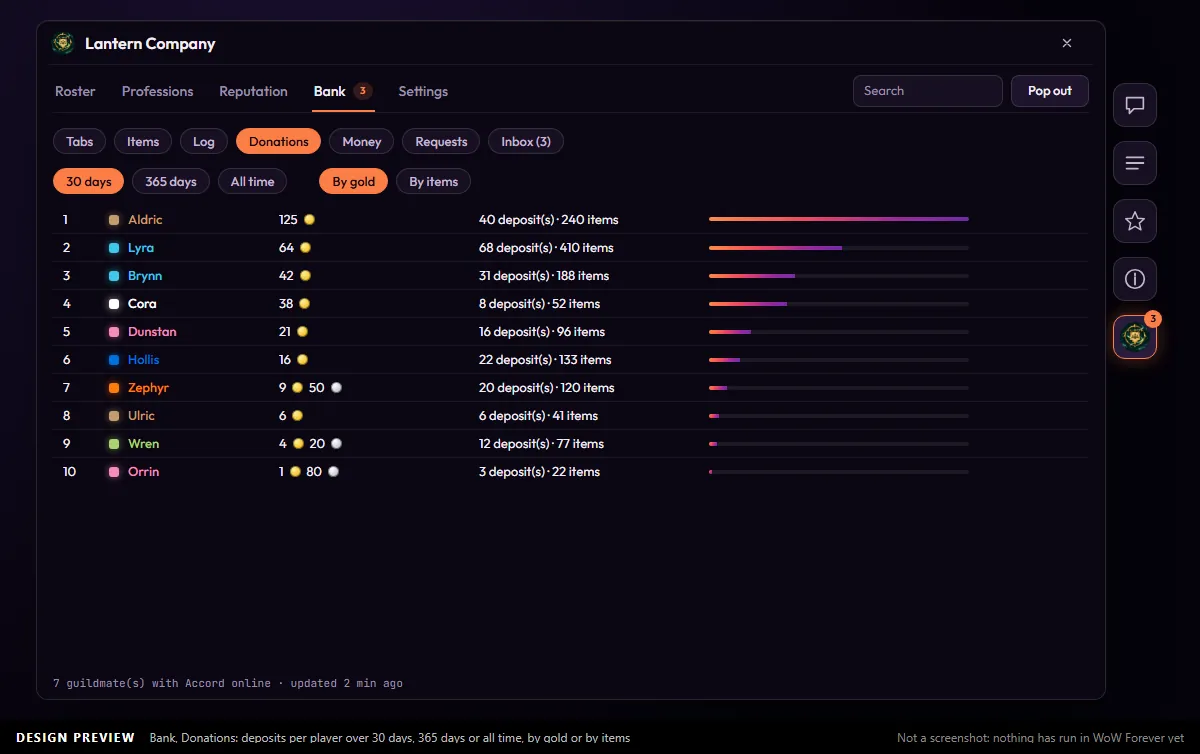 Lantern Company ×
Roster Professions Reputation Bank 3 Settings Search Pop out
Tabs Items Log Donations Money Requests Inbox (3)
30 days 365 days All time By gold By items
1 Aldric 125 40 deposit(s) · 240 items
2 Lyra 64 68 deposit(s) · 410 items
3 Brynn 42 31 deposit(s) · 188 items
4 Cora 38 8 deposit(s) · 52 items
5 Dunstan 21 16 deposit(s) · 96 items
6 Hollis 16 22 deposit(s) · 133 items
7 Zephyr 9 50 20 deposit(s) · 120 items
8 Ulric 6 6 deposit(s) · 41 items
9 Wren 4 20 12 deposit(s) · 77 items
10 Orrin 1 80 3 deposit(s) · 22 items
3
7 guildmate(s) with Accord online · updated 2 min ago
DESIGN PREVIEW Bank, Donations: deposits per player over 30 days, 365 days or all time, by gold or by items Not a screenshot: nothing has run in WoW Forever yet